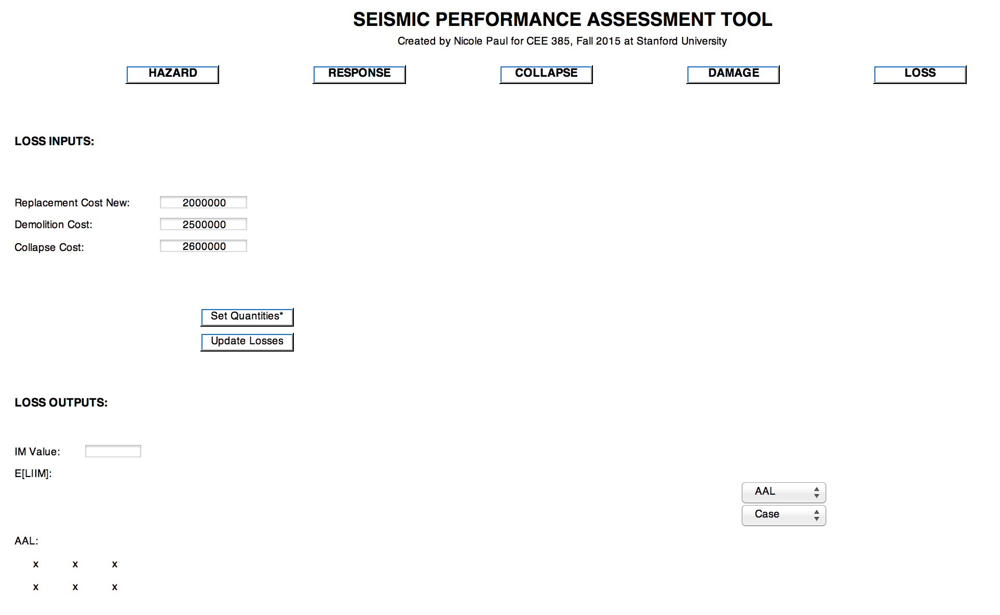 SEISMIC PERFORMANCE ASSESSMENT TOOL
Created by Nicole Paul for CEE 385, Fall 2015 at Stanford University
HAZARD RESPONSE COLLAPSE DAMAGE LOSS
LOSS INPUTS:
Replacement Cost New: 2000000
Demolition Cost: 2500000
Collapse Cost: 2600000
Set Quantities*
Update Losses
LOSS OUTPUTS:
IM Value:
E[L|IM]:
AAL
Case
AAL:
x x x
x x x